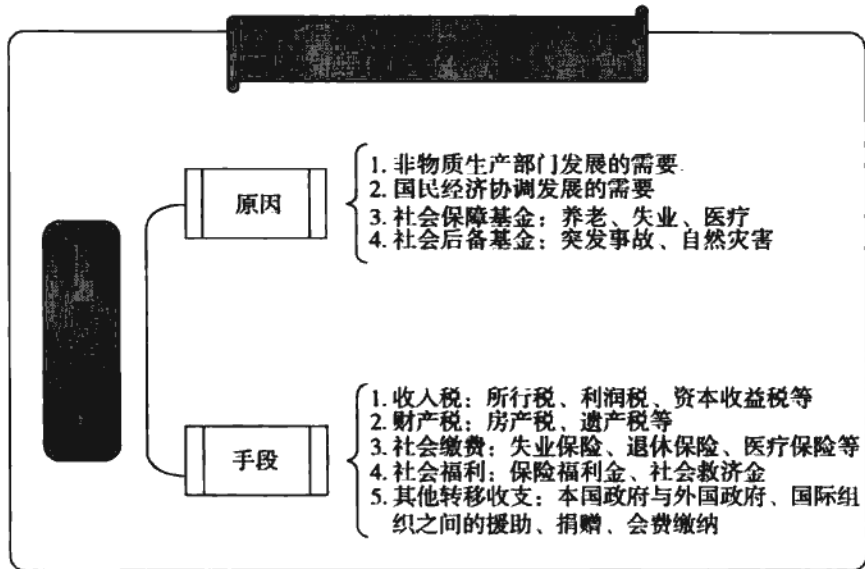 原因
1. 非物质生产部门发展的需要
2. 国民经济协调发展的需要
3. 社会保障基金：养老、失业、医疗
4. 社会后备基金：突发事故、自然灾害
手段
1. 收入税：所行税、利润税、资本收益税等
2. 财产税：房产税、遗产税等
3. 社会缴费：失业保险、退休保险、医疗保险等
4. 社会福利：保险福利金、社会救济金
5. 其他转移收支：本国政府与外国政府、国际组
织之间的援助、捐赠、会费缴纳